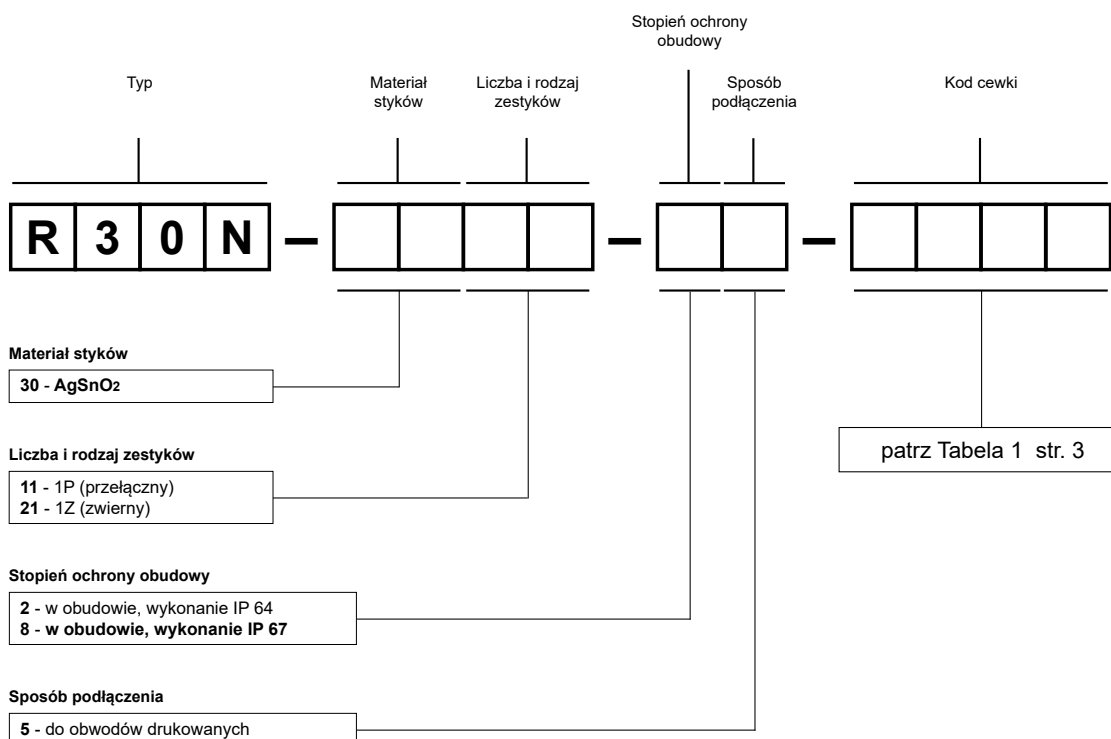 Stopień ochrony
obudowy
Typ
Materiał
styków
Liczba i rodzaj
zestyków
Sposób
podłączenia
Kod cewki
R 3 0 N – – –
Materiał styków
30 - AgSnO2
patrz Tabela 1 str. 3
Liczba i rodzaj zestyków
11 - 1P (przełączny)
21 - 1Z (zwierny)
Stopień ochrony obudowy
2 - w obudowie, wykonanie IP 64
8 - w obudowie, wykonanie IP 67
Sposób podłączenia
5 - do obwodów drukowanych